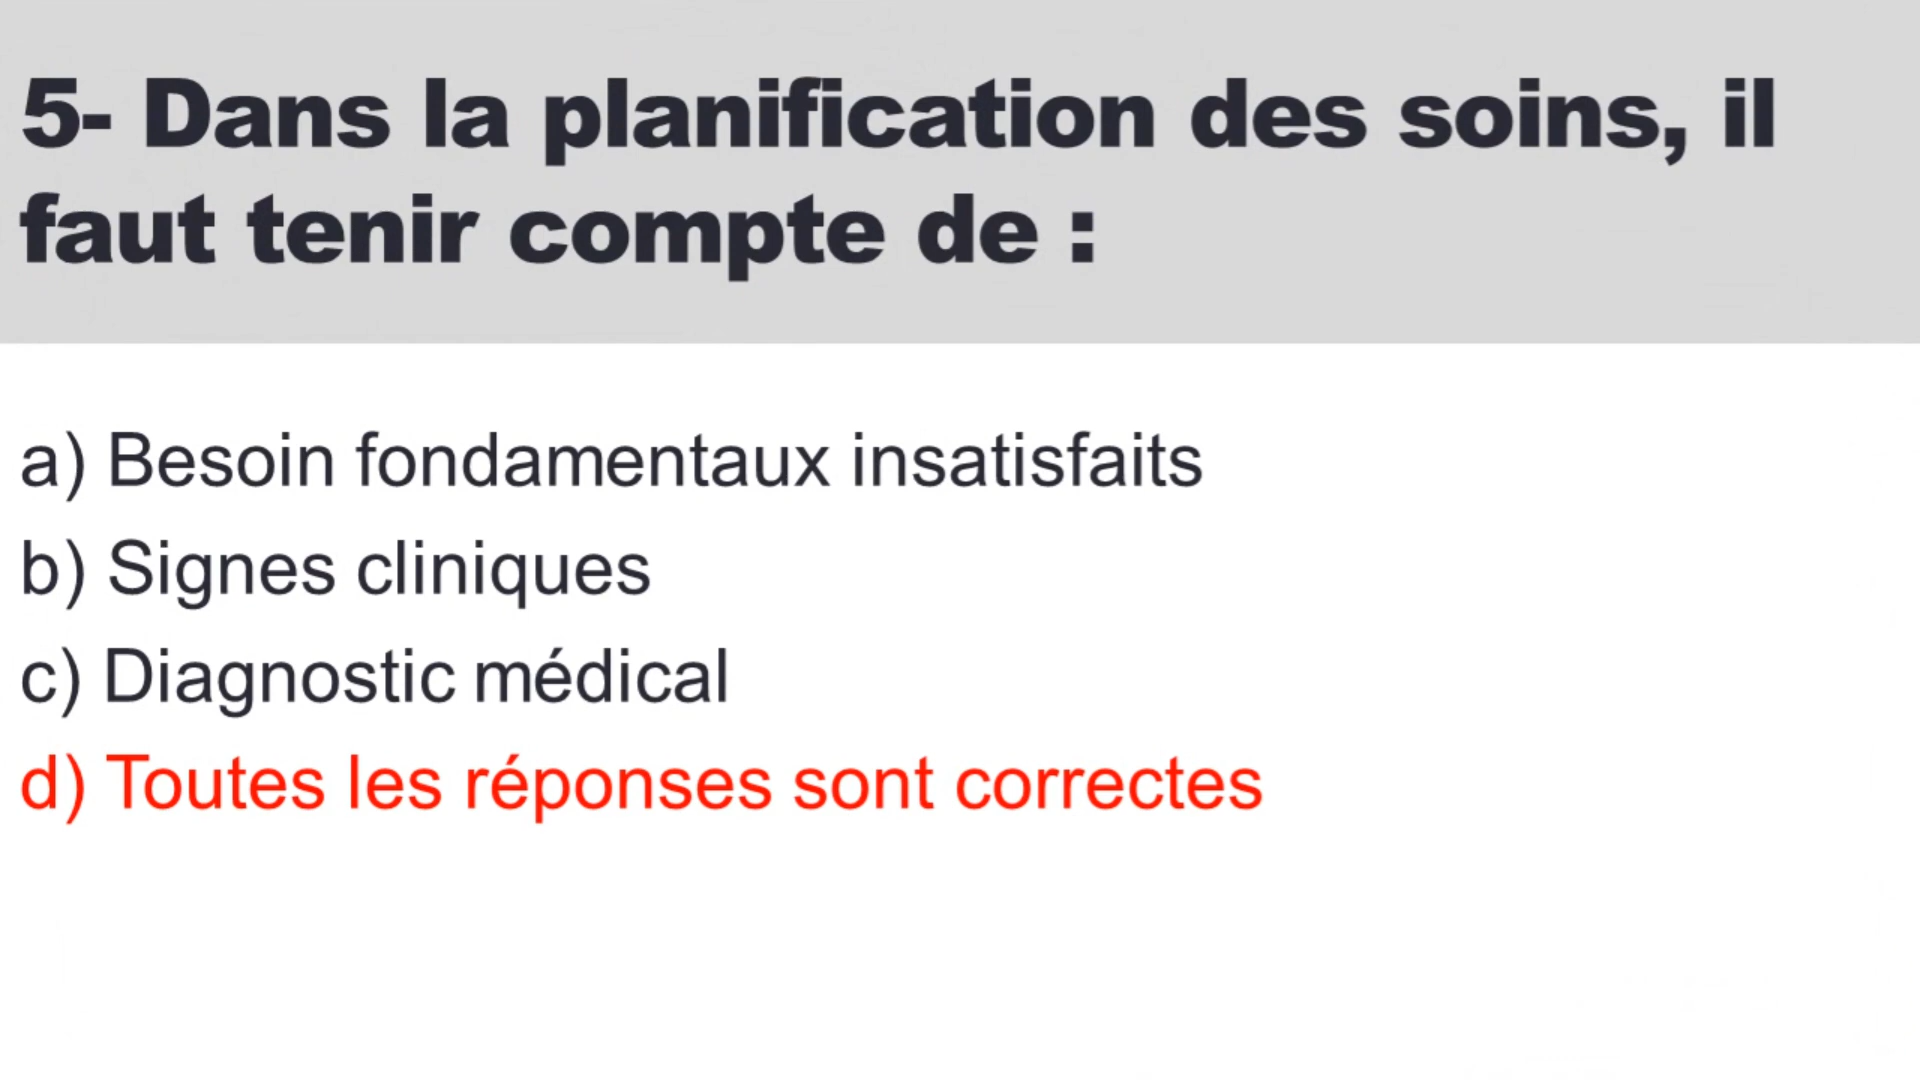 5- Dans la planification des soins, il
faut tenir compte de :
a) Besoin fondamentaux insatisfaits
b) Signes cliniques
c) Diagnostic médical
d) Toutes les réponses sont correctes